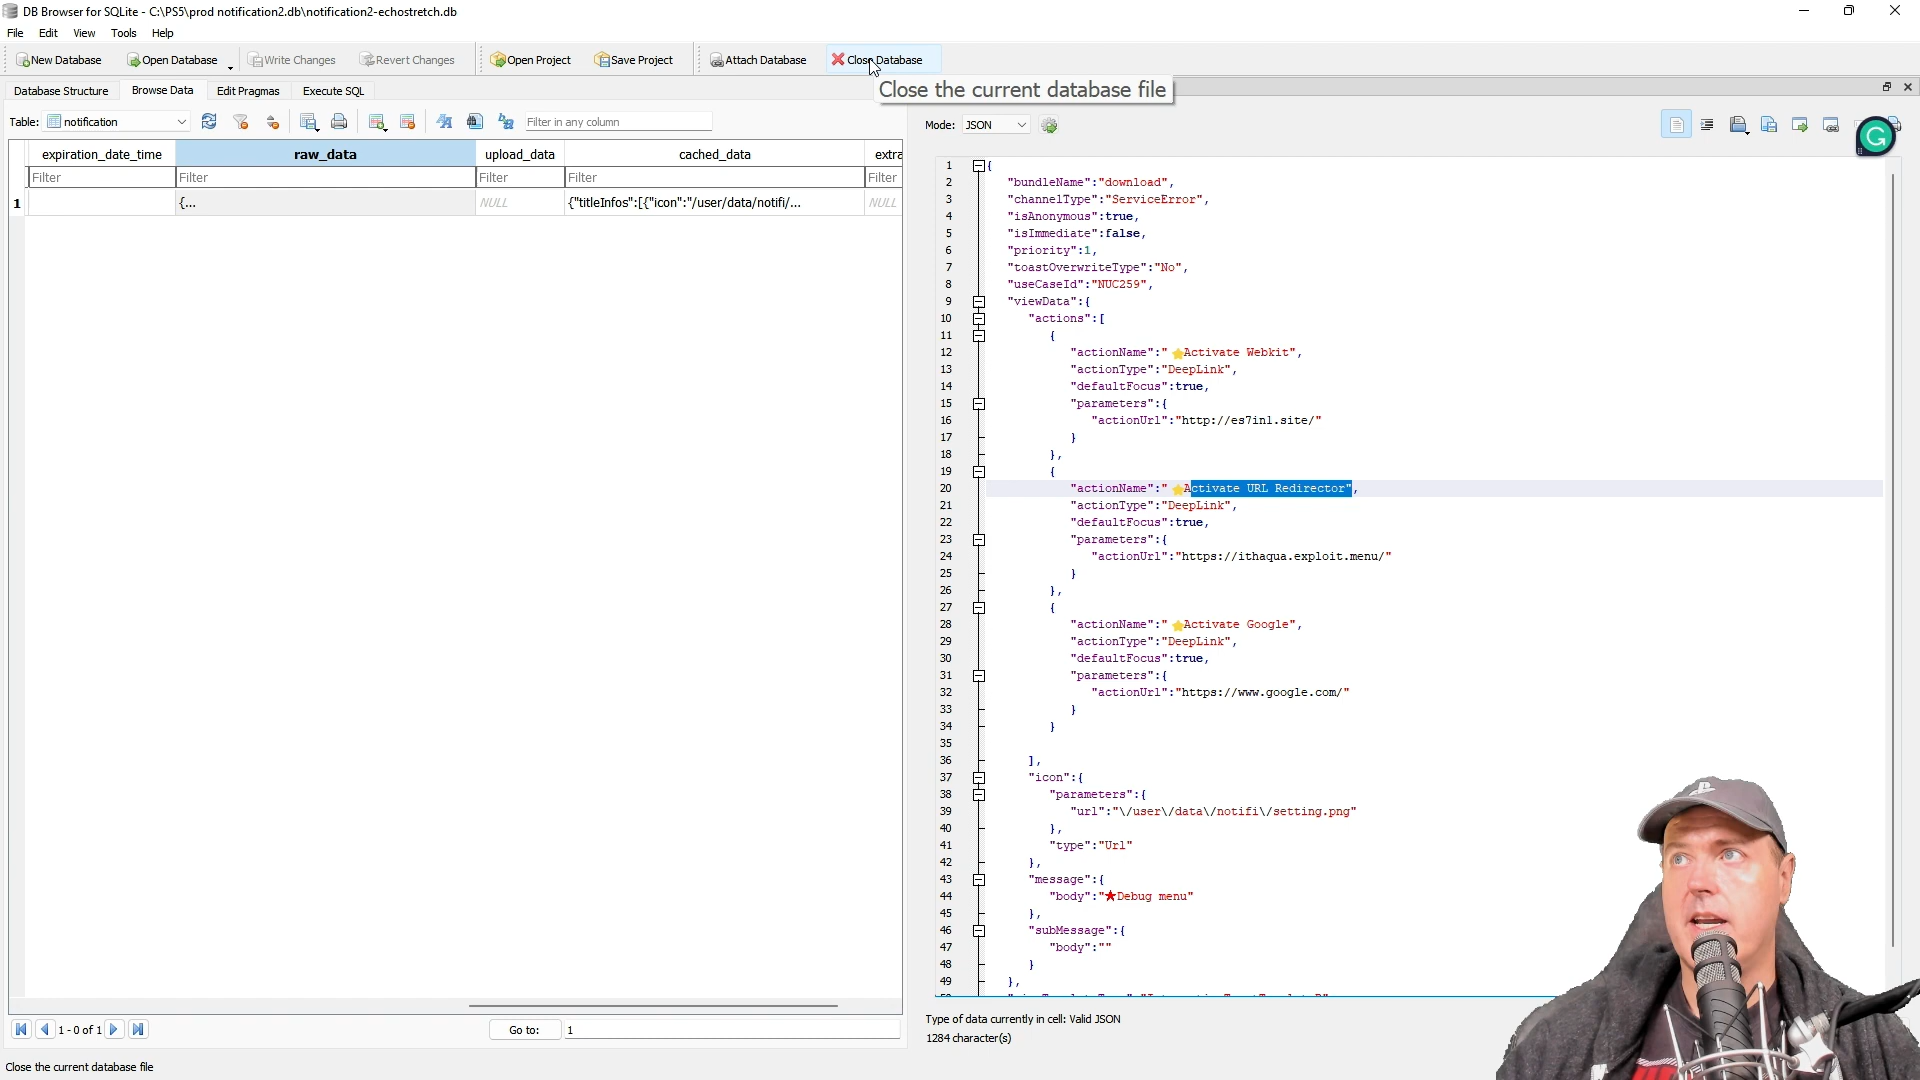 DB Browser for SQLite - C:\PS5\prod notification2.db\notification2-echostretch.db
File Edit View Tools Help
New Database Open Database Write Changes Revert Changes Open Project Save Project Attach Database Close Database
Close the current database file
Database Structure Browse Data Edit Pragmas Execute SQL
Table: notification Filter in any column
Mode: JSON
expiration_date_time raw_data upload_data cached_data extra
Filter Filter Filter Filter Filter
1 {... NULL {"titleInfos":[{"icon":"/user/data/notifi/... NULL
1 {
2 "bundleName":"download",
3 "channelType":"ServiceError",
4 "isAnonymous":true,
5 "isImmediate":false,
6 "priority":1,
7 "toastOverwriteType":"No",
8 "useCaseId":"NUC259",
9 "viewData":{
10 "actions":[
11 {
12 "actionName":" ⭐Activate Webkit",
13 "actionType":"DeepLink",
14 "defaultFocus":true,
15 "parameters":{
16 "actionUrl":"http://es7in1.site/"
17 }
18 },
19 {
20 "actionName":" ⭐Activate URL Redirector",
21 "actionType":"DeepLink",
22 "defaultFocus":true,
23 "parameters":{
24 "actionUrl":"https://ithaqua.exploit.menu/"
25 }
26 },
27 {
28 "actionName":" ⭐Activate Google",
29 "actionType":"DeepLink",
30 "defaultFocus":true,
31 "parameters":{
32 "actionUrl":"https://www.google.com/"
33 }
34 }
35
36 ],
37 "icon":{
38 "parameters":{
39 "url":"\/user\/data\/notifi\/setting.png"
40 },
41 "type":"Url"
42 },
43 "message":{
44 "body":"★Debug menu"
45 },
46 "subMessage":{
47 "body":""
48 }
49 },
1 - 0 of 1 Go to: 1
Type of data currently in cell: Valid JSON
1284 character(s)
Close the current database file